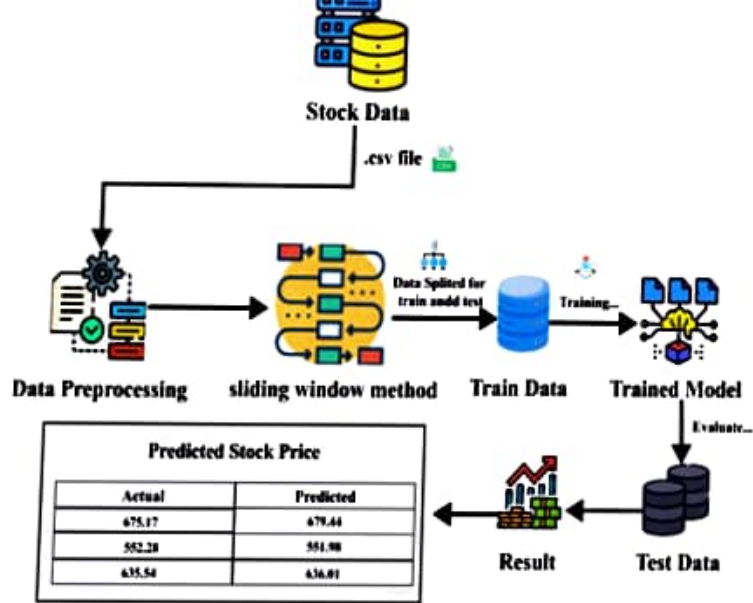 Stock Data
.csv file
Data Splited for
train andd test
Training...
Data Preprocessing
sliding window method
Train Data
Trained Model
Evaluate...
Predicted Stock Price
Actual Predicted
675.17 679.44
552.28 551.98
635.54 636.01
Result
Test Data